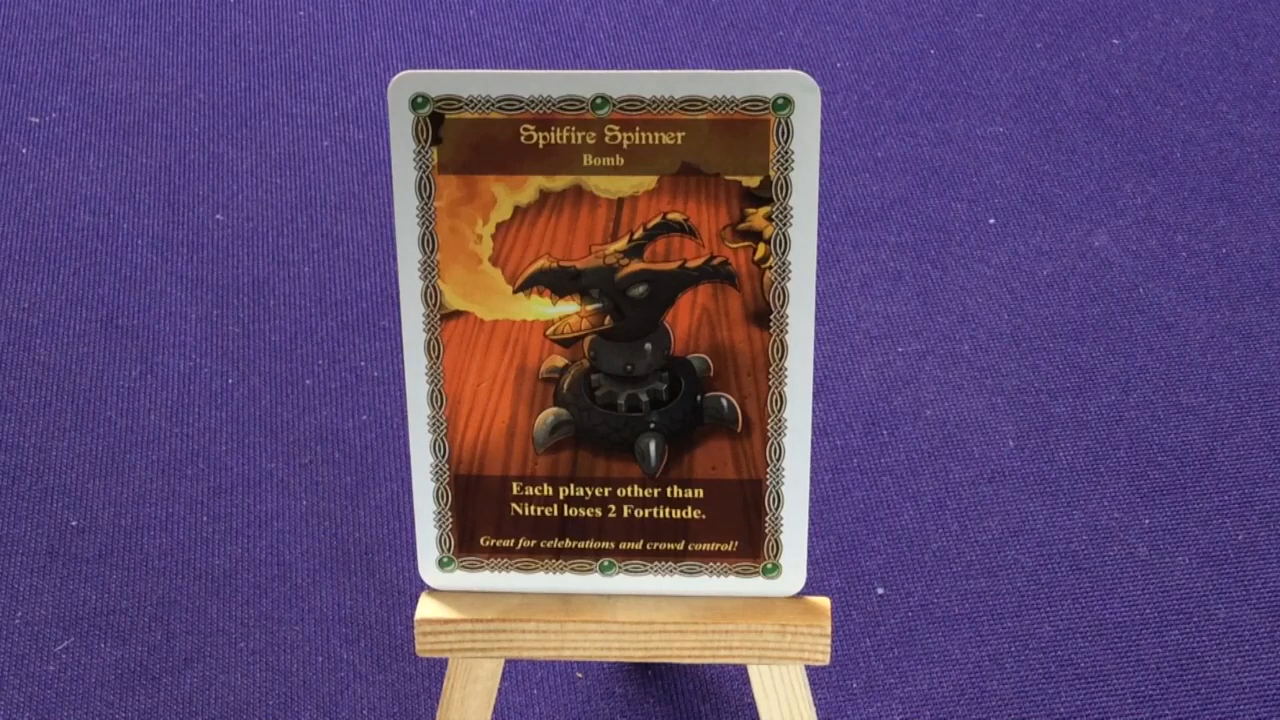 Spitfire Spinner
Bomb
Each player other than
Nitrel loses 2 Fortitude.
Great for celebrations and crowd control!